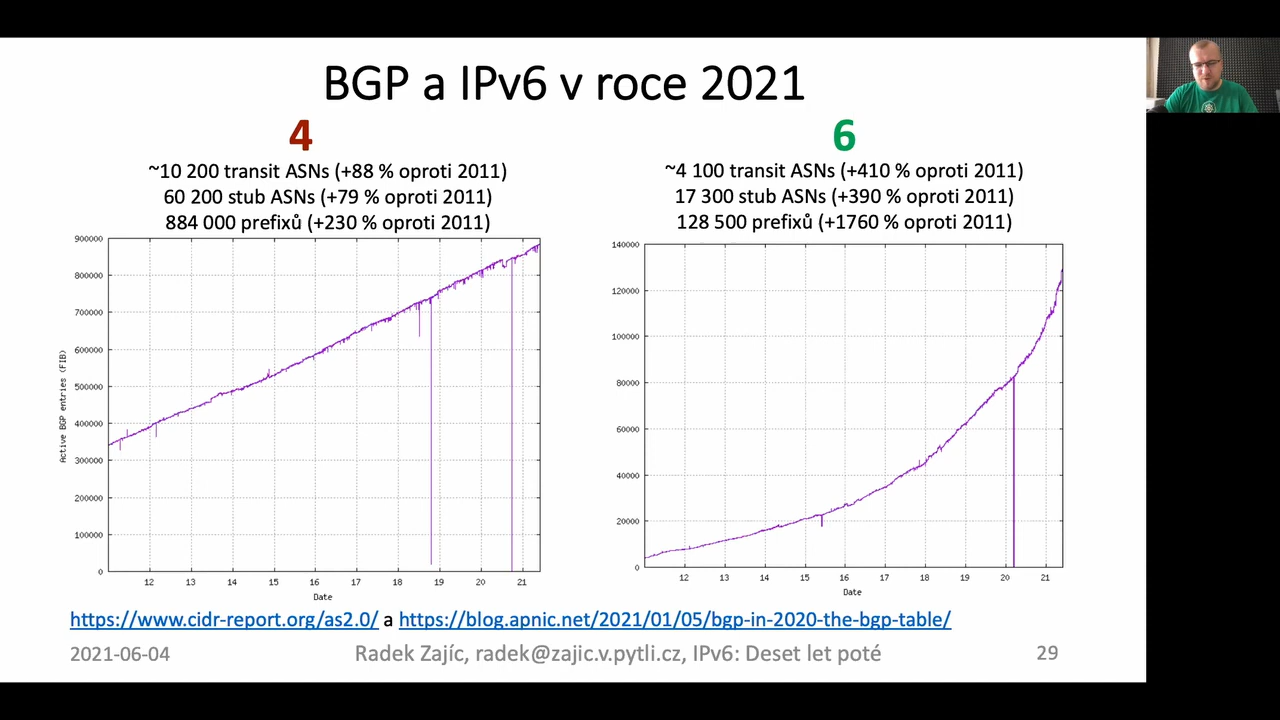 BGP a IPv6 v roce 2021
4
~10 200 transit ASNs (+88 % oproti 2011)
60 200 stub ASNs (+79 % oproti 2011)
884 000 prefixů (+230 % oproti 2011)
900000
800000
700000
600000
500000
400000
300000
200000
100000
0
Active BGP entries (FIB)
12 13 14 15 16 17 18 19 20 21
Date
6
~4 100 transit ASNs (+410 % oproti 2011)
17 300 stub ASNs (+390 % oproti 2011)
128 500 prefixů (+1760 % oproti 2011)
140000
120000
100000
80000
60000
40000
20000
0
12 13 14 15 16 17 18 19 20 21
Date
https://www.cidr-report.org/as2.0/ a https://blog.apnic.net/2021/01/05/bgp-in-2020-the-bgp-table/
2021-06-04 Radek Zajíc, radek@zajic.v.pytli.cz, IPv6: Deset let poté 29